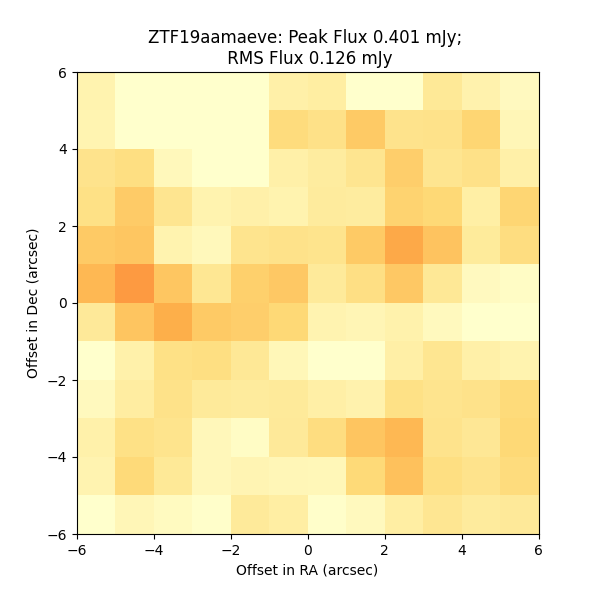 ZTF19aamaeve: Peak Flux 0.401 mJy;
RMS Flux 0.126 mJy
6
4
2
0
−2
−4
−6
Offset in Dec (arcsec)
−6 −4 −2 0 2 4 6
Offset in RA (arcsec)